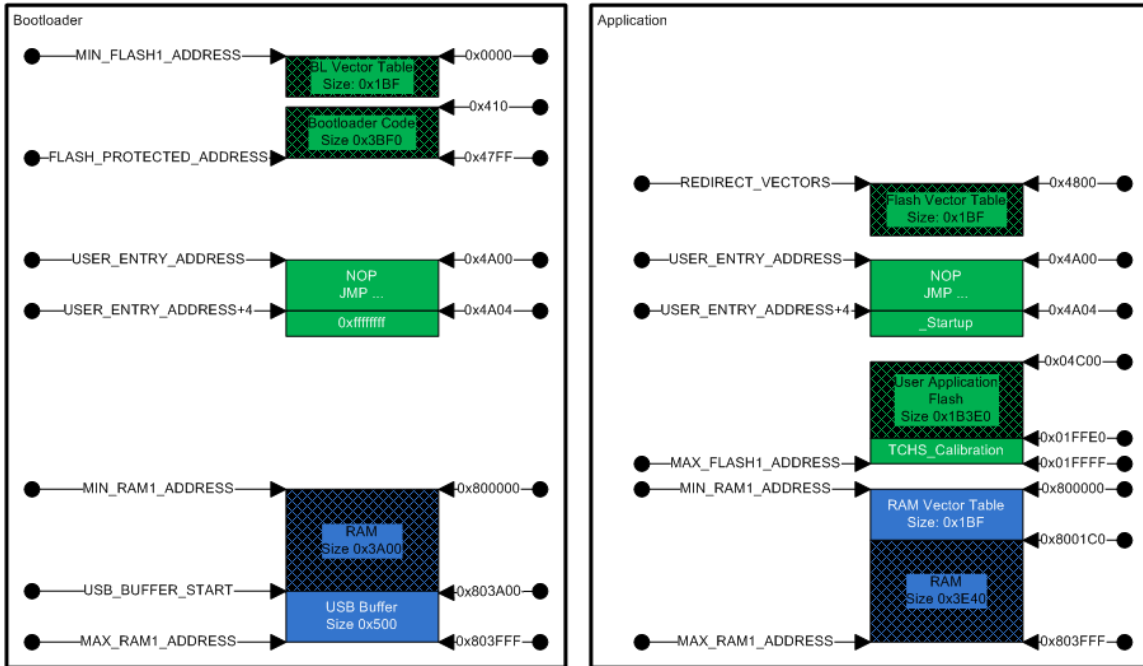 Bootloader
MIN_FLASH1_ADDRESS
BL Vector Table
Size: 0x1BF
0x0000
0x410
Bootloader Code
Size 0x3BF0
FLASH_PROTECTED_ADDRESS
0x47FF
USER_ENTRY_ADDRESS
NOP
JMP ...
0x4A00
USER_ENTRY_ADDRESS+4
0xffffffff
0x4A04
MIN_RAM1_ADDRESS
0x800000
RAM
Size 0x3A00
USB_BUFFER_START
0x803A00
USB Buffer
Size 0x500
MAX_RAM1_ADDRESS
0x803FFF
Application
REDIRECT_VECTORS
0x4800
Flash Vector Table
Size: 0x1BF
USER_ENTRY_ADDRESS
NOP
JMP ...
0x4A00
USER_ENTRY_ADDRESS+4
_Startup
0x4A04
0x04C00
User Application
Flash
Size 0x1B3E0
0x01FFE0
TCHS_Calibration
MAX_FLASH1_ADDRESS
0x01FFFF
MIN_RAM1_ADDRESS
0x800000
RAM Vector Table
Size: 0x1BF
0x8001C0
RAM
Size 0x3E40
MAX_RAM1_ADDRESS
0x803FFF